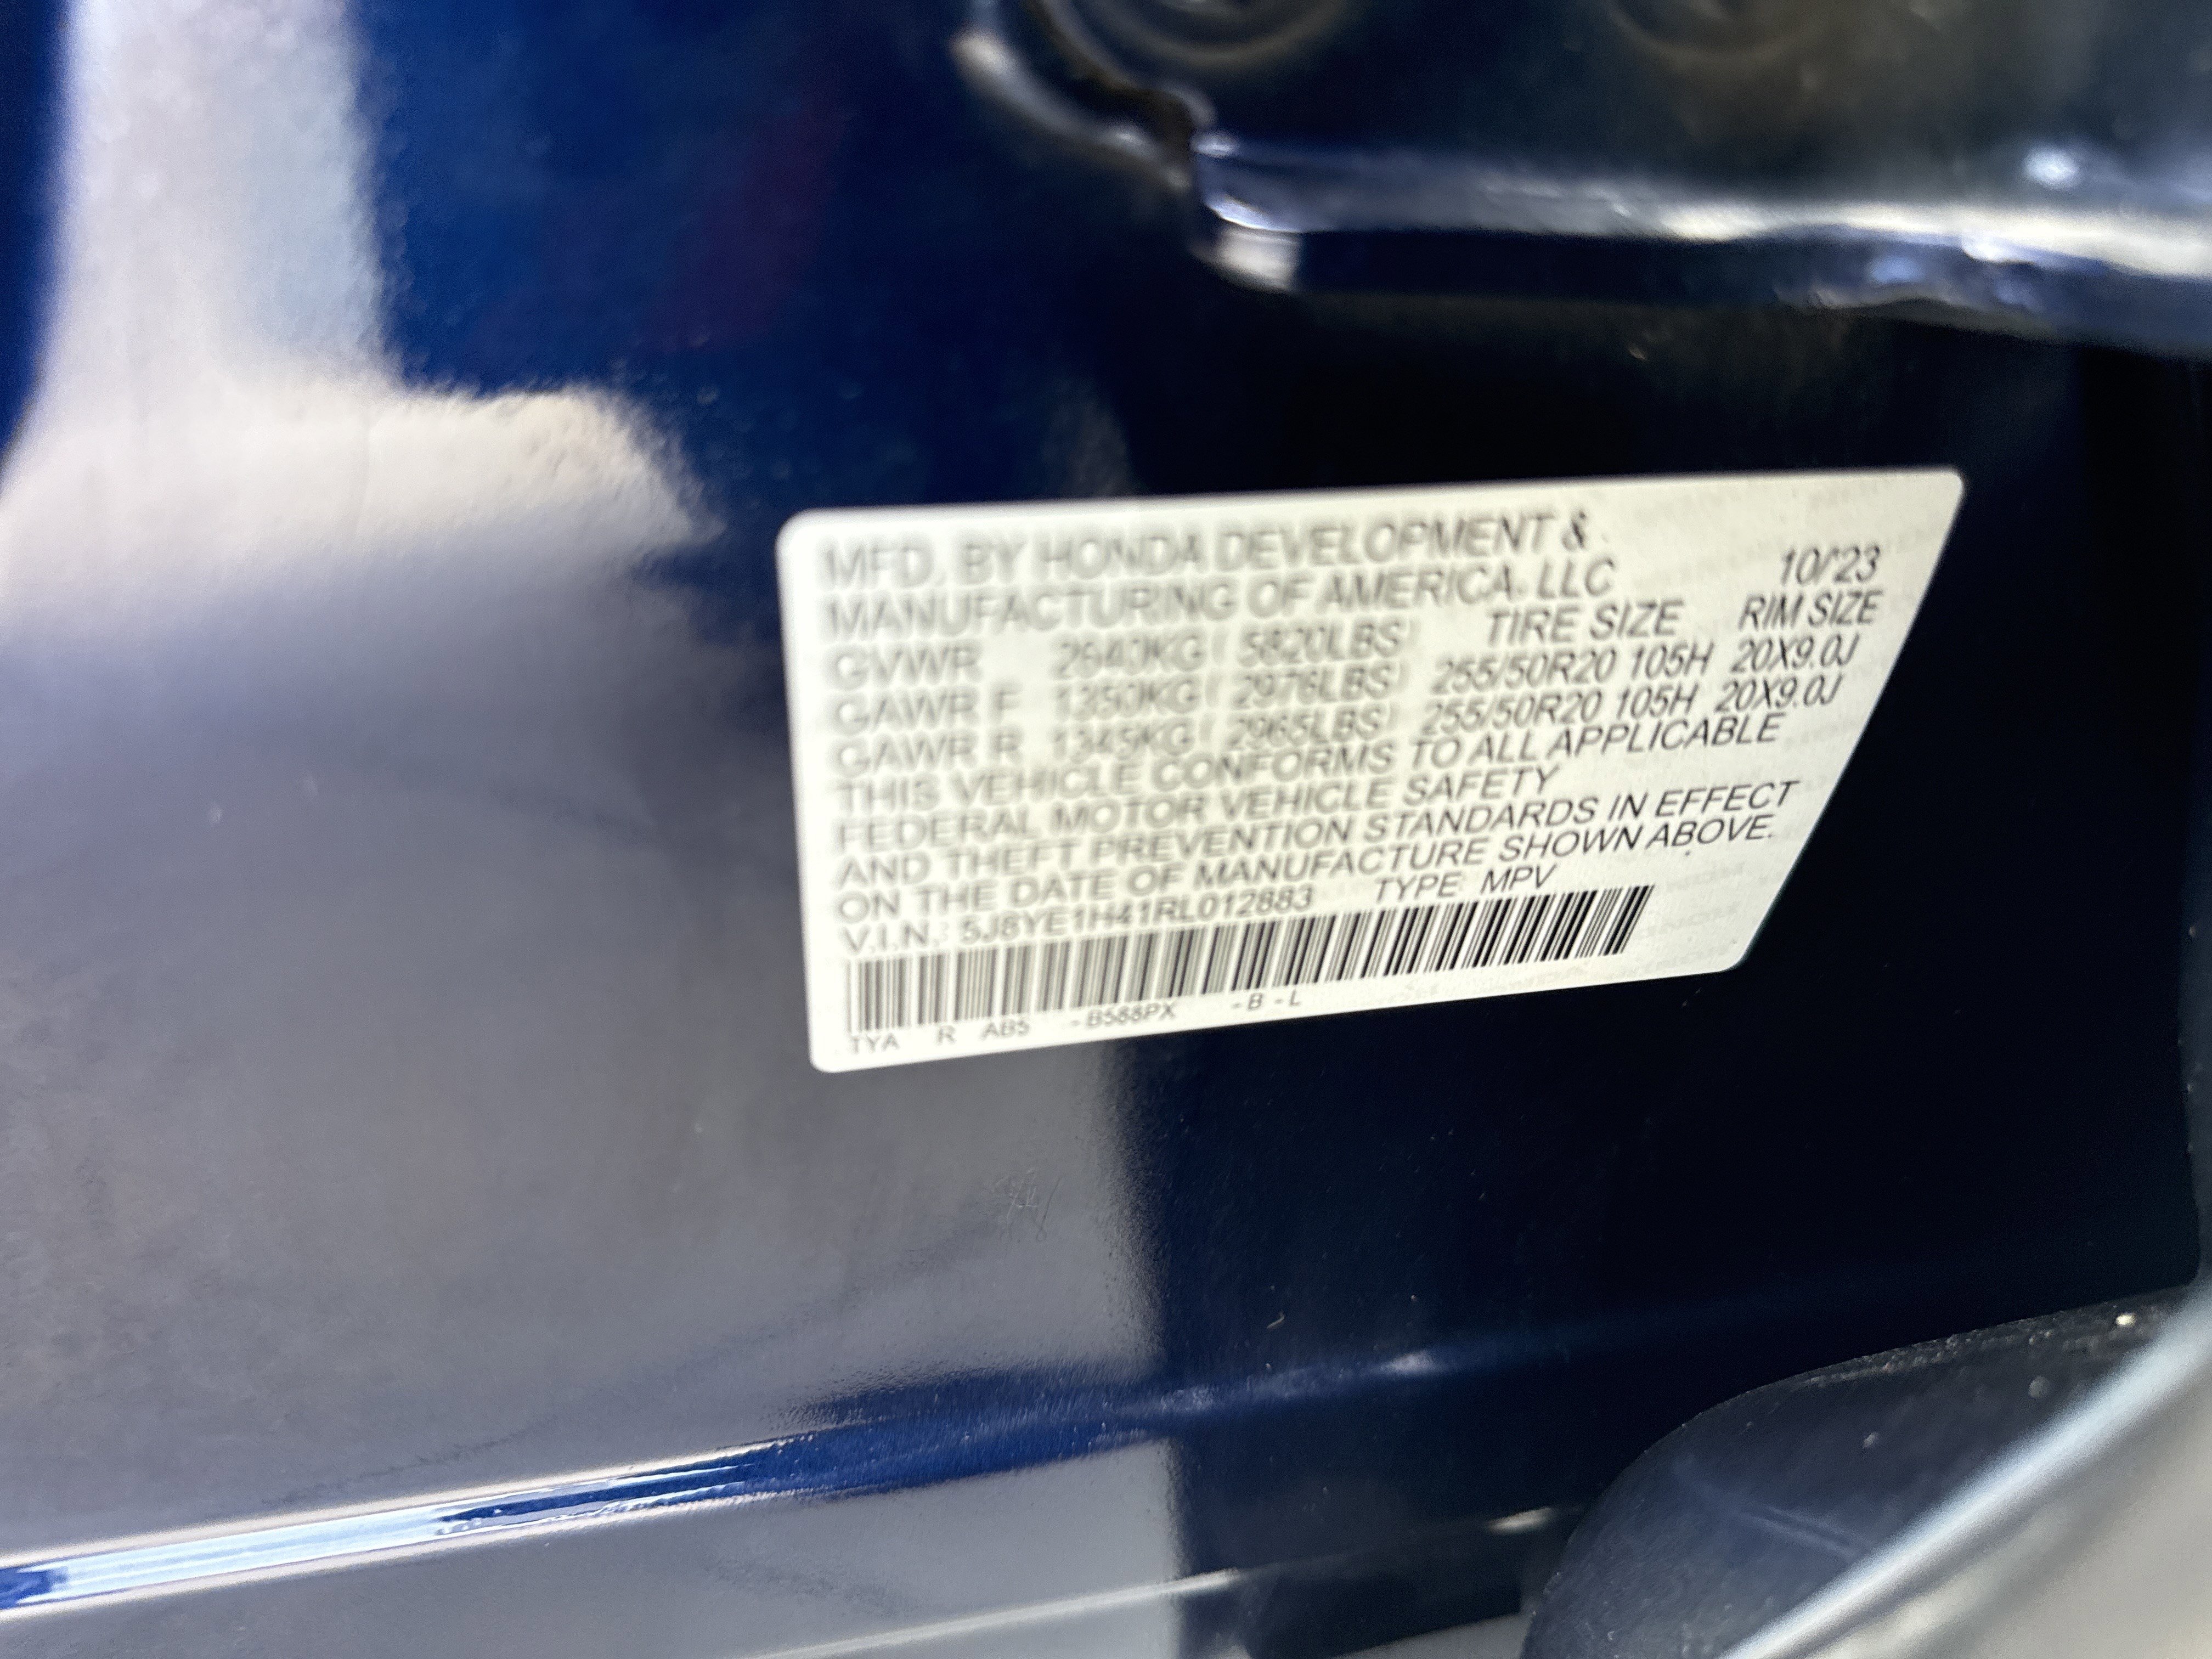 MFD. BY HONDA DEVELOPMENT &
MANUFACTURING OF AMERICA, LLC 10/'23
TIRE SIZE RIM SIZE
GVWR 2640KG( 5820LBS)
GAWR F 1350KG( 2976LBS) 255/50R20 105H 20X9.0J
GAWR R 1345KG( 2965LBS) 255/50R20 105H 20X9.0J
THIS VEHICLE CONFORMS TO ALL APPLICABLE
FEDERAL MOTOR VEHICLE SAFETY
AND THEFT PREVENTION STANDARDS IN EFFECT
ON THE DATE OF MANUFACTURE SHOWN ABOVE.
V.I.N.: 5J8YE1H41RL012883 TYPE: MPV
TYA R AB5 -B588PX -B-L